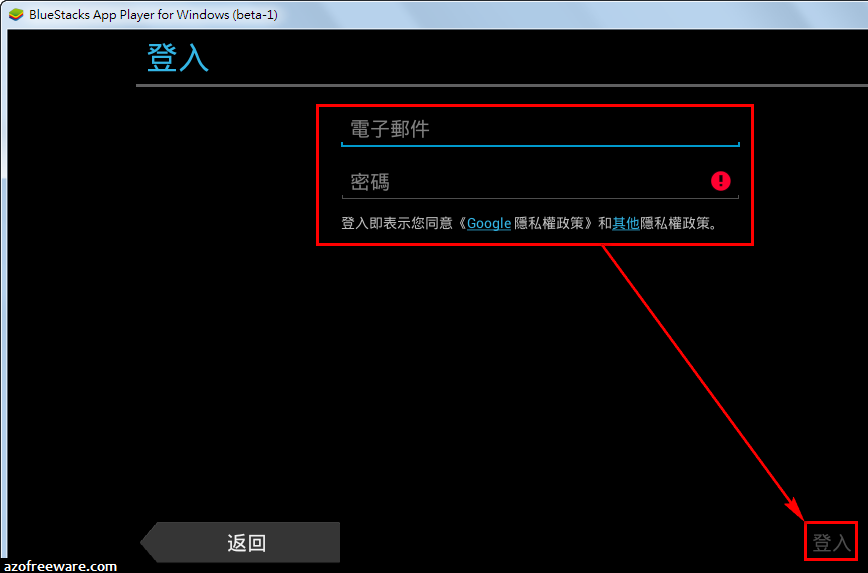 BlueStacks App Player for Windows (beta-1)
登入
電子郵件
密碼
登入即表示您同意《Google 隱私權政策》和其他隱私權政策。
返回
登入
azofreeware.com